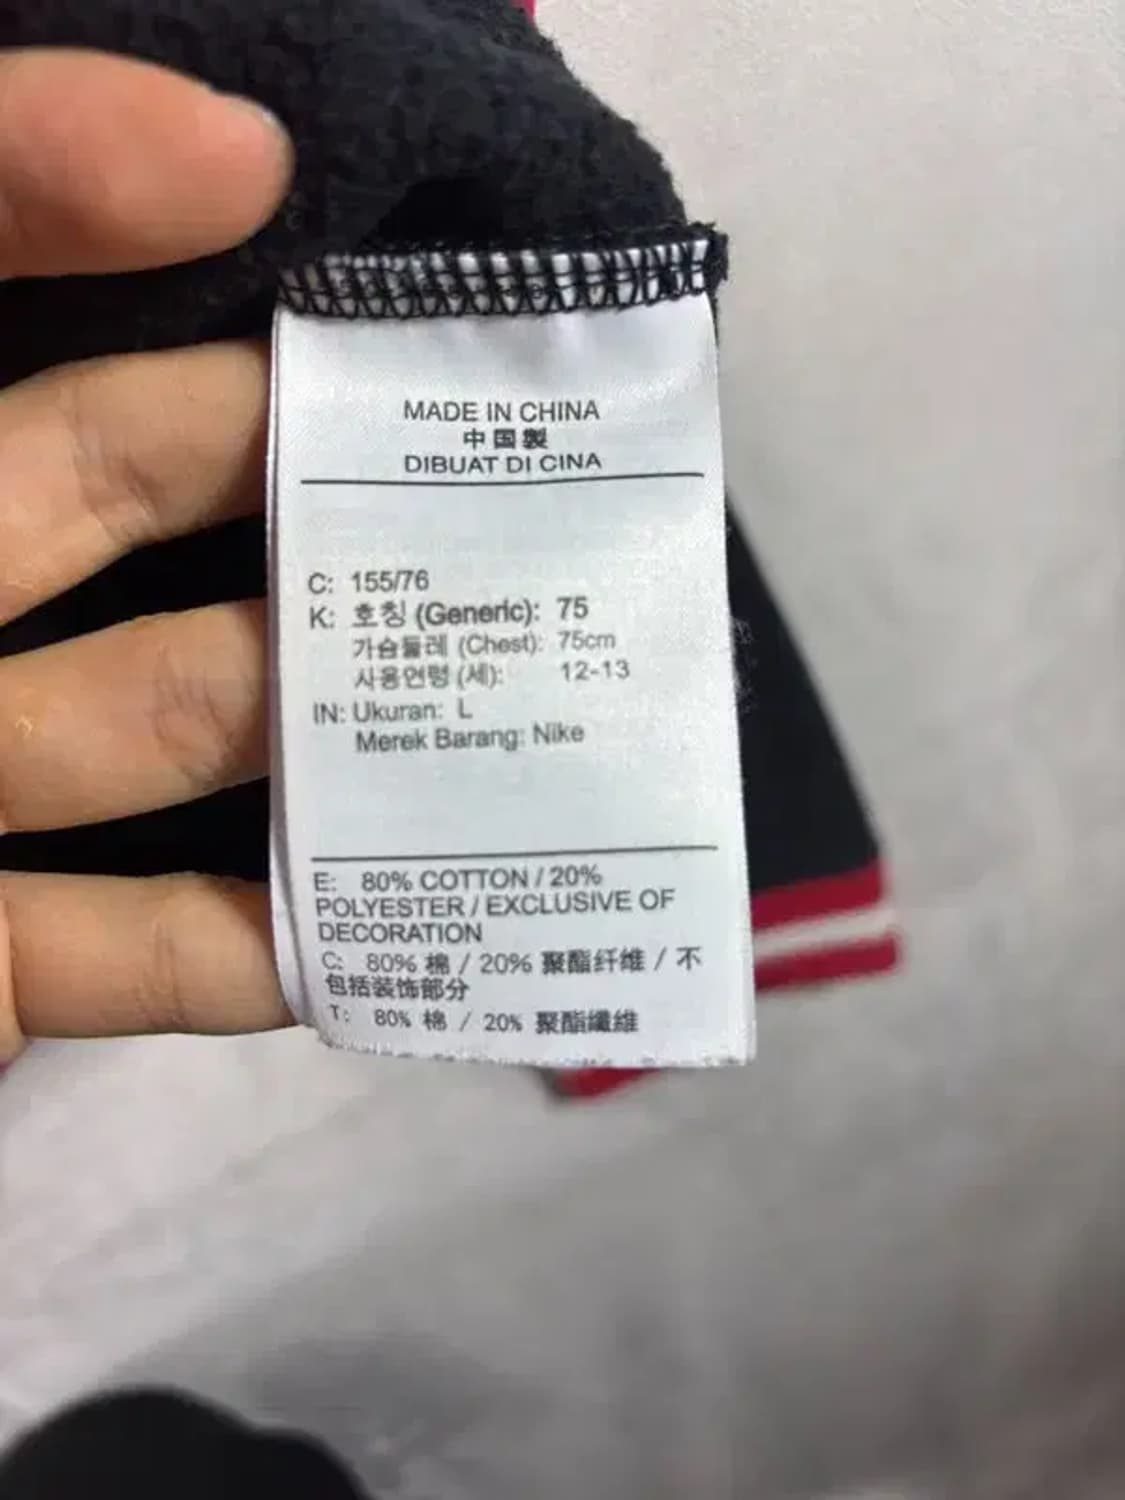 MADE IN CHINA
中国製
DIBUAT DI CINA
C: 155/76
K: 호칭 (Generic): 75
가슴둘레 (Chest): 75cm
사용연령 (세): 12-13
IN: Ukuran: L
Merek Barang: Nike
E: 80% COTTON / 20%
POLYESTER / EXCLUSIVE OF
DECORATION
C: 80% 棉 / 20% 聚酯纤维 / 不
包括装饰部分
T: 80% 棉 / 20% 聚酯纖維